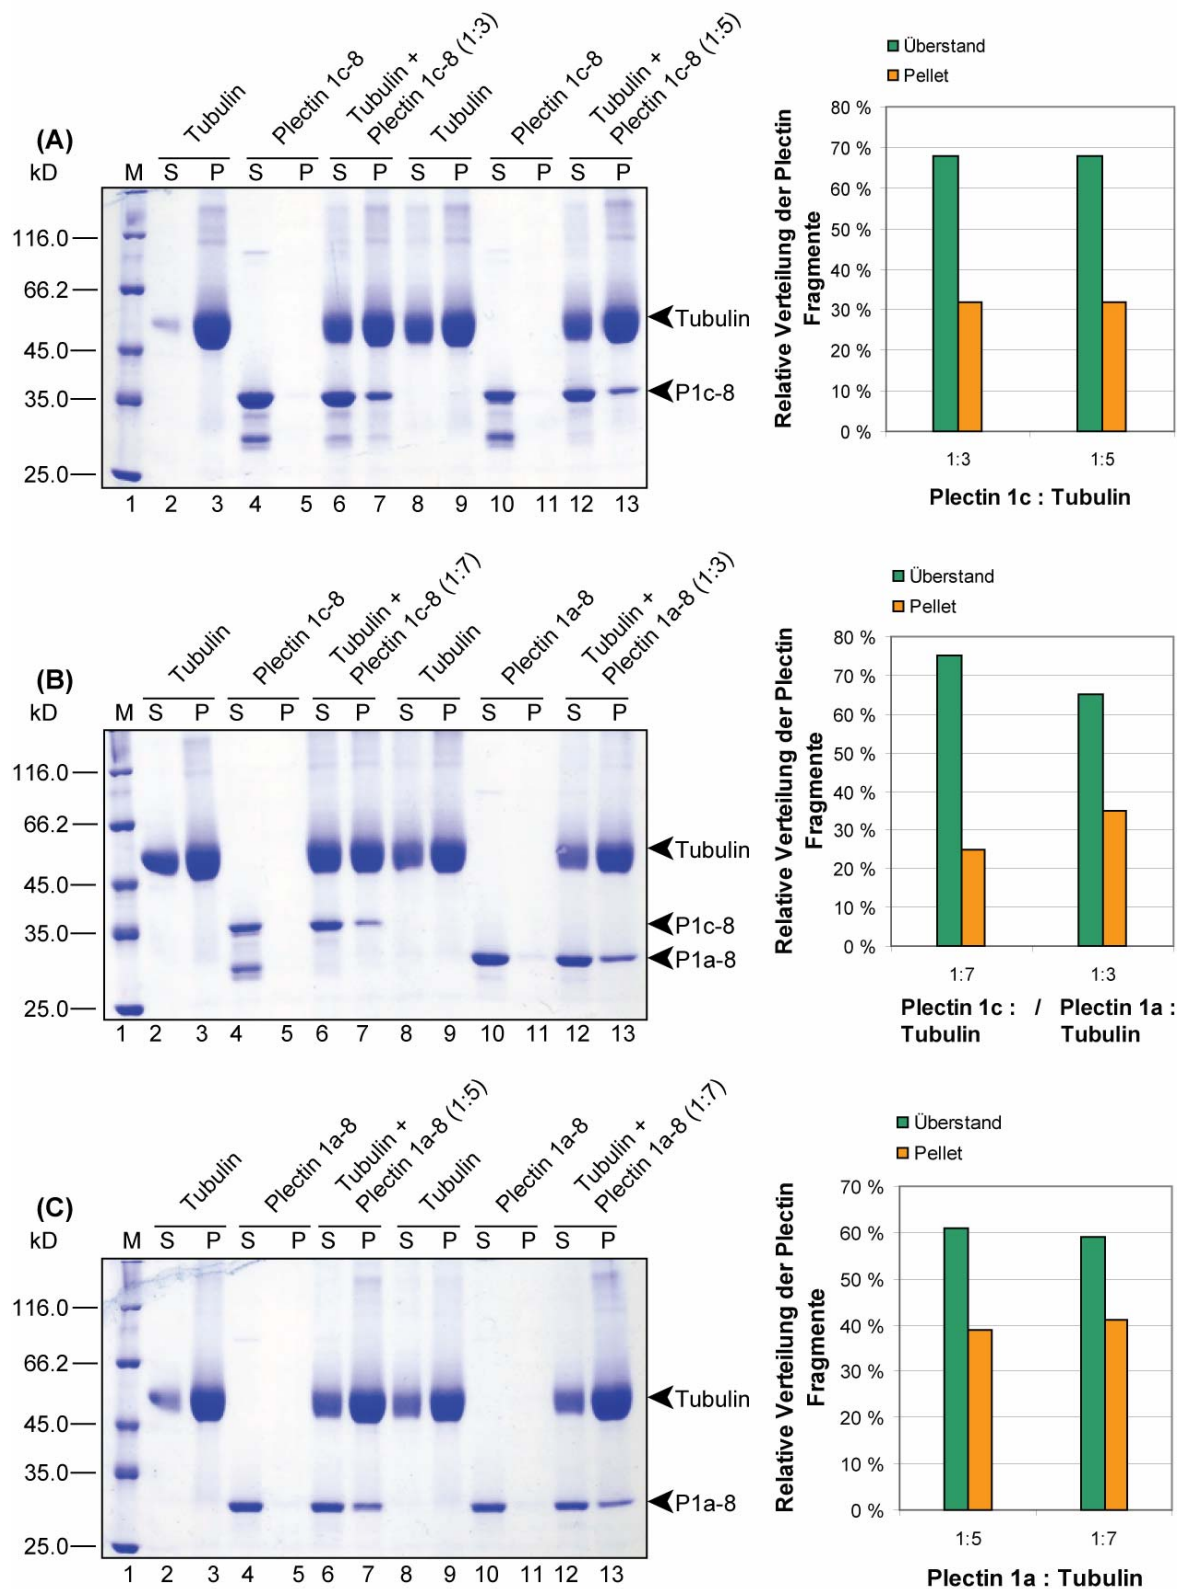 (A)
kD
Tubulin
Plectin 1c-8
Tubulin +
Plectin 1c-8 (1:3)
Tubulin
Plectin 1c-8
Tubulin +
Plectin 1c-8 (1:5)
M S P S P S P S P S P S P
116.0
66.2
45.0
35.0
25.0
Tubulin
P1c-8
1 2 3 4 5 6 7 8 9 10 11 12 13
Überstand
Pellet
Relative Verteilung der Plectin
Fragmente
80 %
70 %
60 %
50 %
40 %
30 %
20 %
10 %
0 %
1:3 1:5
Plectin 1c : Tubulin
(B)
kD
Tubulin
Plectin 1c-8
Tubulin +
Plectin 1c-8 (1:7)
Tubulin
Plectin 1a-8
Tubulin +
Plectin 1a-8 (1:3)
M S P S P S P S P S P S P
116.0
66.2
45.0
35.0
25.0
Tubulin
P1c-8
P1a-8
1 2 3 4 5 6 7 8 9 10 11 12 13
Überstand
Pellet
Relative Verteilung der Plectin
Fragmente
80 %
70 %
60 %
50 %
40 %
30 %
20 %
10 %
0 %
1:7 1:3
Plectin 1c : / Plectin 1a :
Tubulin Tubulin
(C)
kD
Tubulin
Plectin 1a-8
Tubulin +
Plectin 1a-8 (1:5)
Tubulin
Plectin 1a-8
Tubulin +
Plectin 1a-8 (1:7)
M S P S P S P S P S P S P
116.0
66.2
45.0
35.0
25.0
Tubulin
P1a-8
1 2 3 4 5 6 7 8 9 10 11 12 13
Überstand
Pellet
Relative Verteilung der Plectin
Fragmente
70 %
60 %
50 %
40 %
30 %
20 %
10 %
0 %
1:5 1:7
Plectin 1a : Tubulin